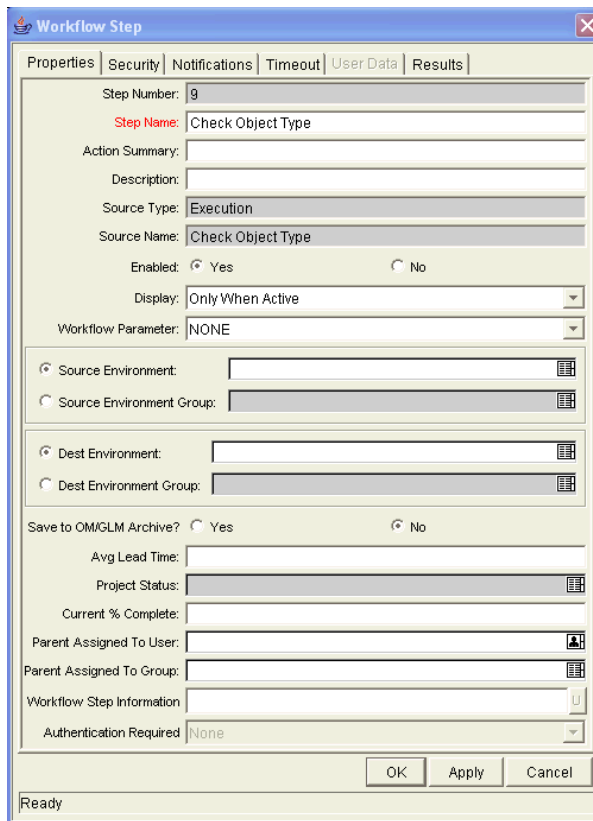 Workflow Step
Properties Security Notifications Timeout User Data Results
Step Number: 9
Step Name: Check Object Type
Action Summary:
Description:
Source Type: Execution
Source Name: Check Object Type
Enabled: Yes No
Display: Only When Active
Workflow Parameter: NONE
Source Environment:
Source Environment Group:
Dest Environment:
Dest Environment Group:
Save to OM/GLM Archive? Yes No
Avg Lead Time:
Project Status:
Current % Complete:
Parent Assigned To User:
Parent Assigned To Group:
Workflow Step Information U
Authentication Required None
OK Apply Cancel
Ready